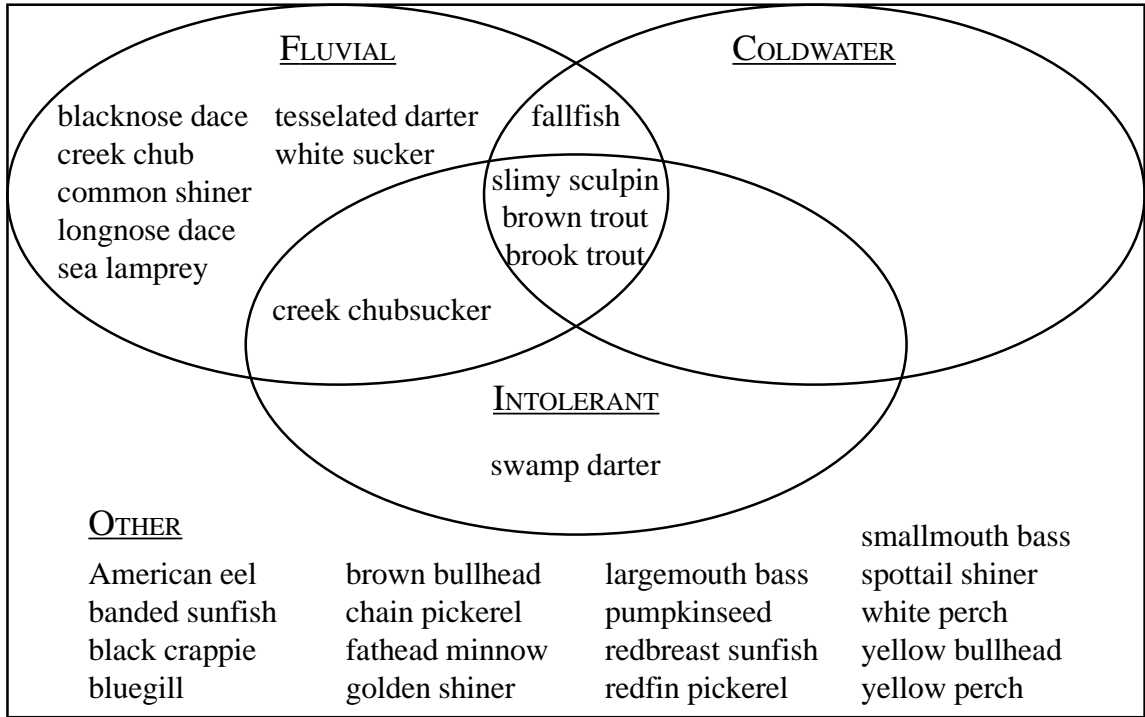 FLUVIAL
COLDWATER
blacknose dace
creek chub
common shiner
longnose dace
sea lamprey
tesselated darter
white sucker
fallfish
slimy sculpin
brown trout
brook trout
creek chubsucker
INTOLERANT
swamp darter
OTHER
American eel
banded sunfish
black crappie
bluegill
brown bullhead
chain pickerel
fathead minnow
golden shiner
largemouth bass
pumpkinseed
redbreast sunfish
redfin pickerel
smallmouth bass
spottail shiner
white perch
yellow bullhead
yellow perch